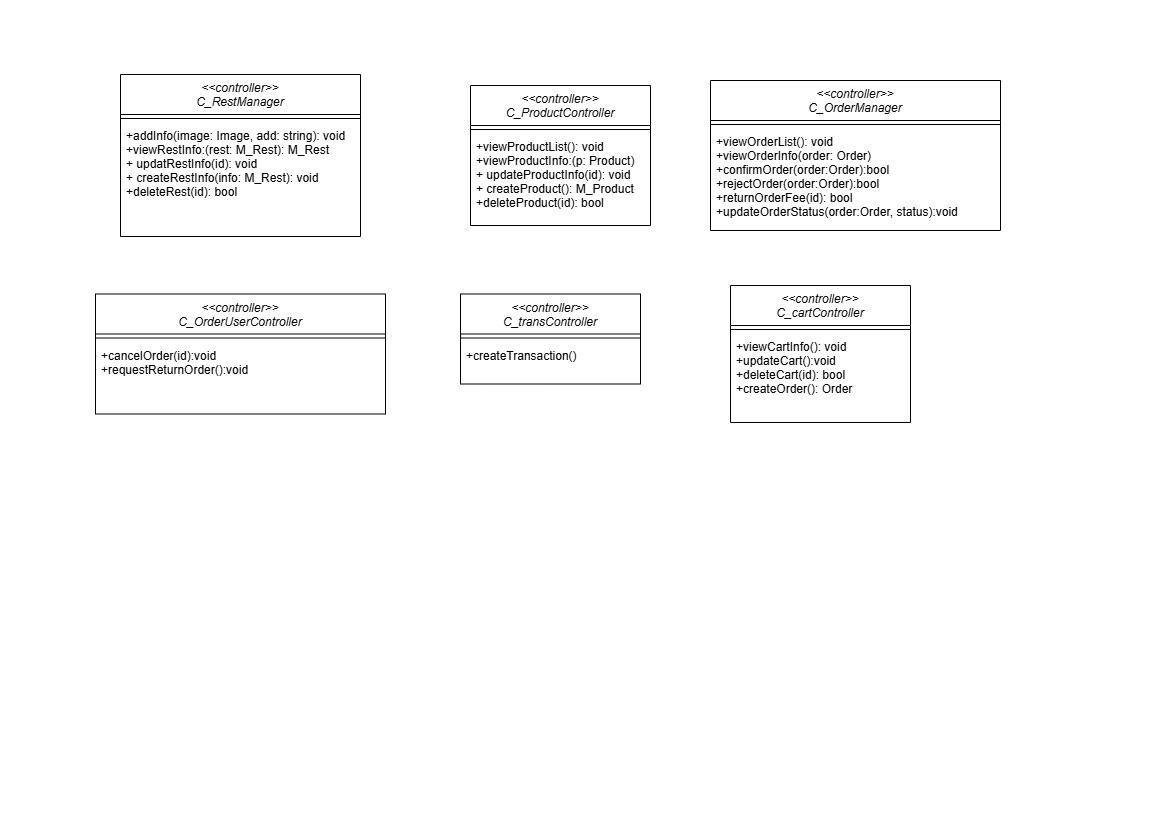 <<controller>>
C_RestManager
+addInfo(image: Image, add: string): void
+viewRestInfo:(rest: M_Rest): M_Rest
+ updatRestInfo(id): void
+ createRestInfo(info: M_Rest): void
+deleteRest(id): bool
<<controller>>
C_ProductController
+viewProductList(): void
+viewProductInfo:(p: Product)
+ updateProductInfo(id): void
+ createProduct(): M_Product
+deleteProduct(id): bool
<<controller>>
C_OrderManager
+viewOrderList(): void
+viewOrderInfo(order: Order)
+confirmOrder(order:Order):bool
+rejectOrder(order:Order):bool
+returnOrderFee(id): bool
+updateOrderStatus(order:Order, status):void
<<controller>>
C_OrderUserController
+cancelOrder(id):void
+requestReturnOrder():void
<<controller>>
C_transController
+createTransaction()
<<controller>>
C_cartController
+viewCartInfo(): void
+updateCart():void
+deleteCart(id): bool
+createOrder(): Order